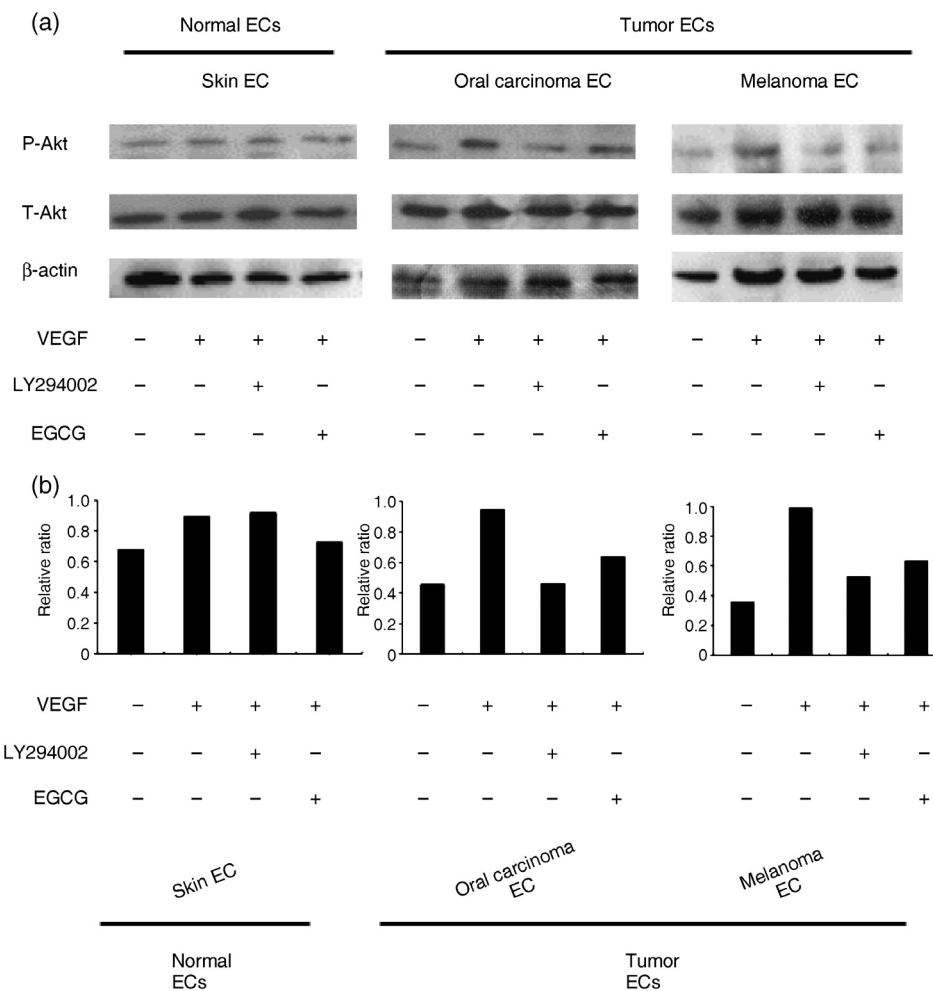 (a)
Normal ECs Tumor ECs
Skin EC Oral carcinoma EC Melanoma EC
P-Akt
T-Akt
β-actin
VEGF – + + + – + + + – + + +
LY294002 – – + – – – + – – – + –
EGCG – – – + – – – + – – – +
(b)
Relative ratio 1.0 0.8 0.6 0.4 0.2 0
Relative ratio 1.0 0.8 0.6 0.4 0.2 0
Relative ratio 1.0 0.8 0.6 0.4 0.2 0
VEGF – + + + – + + + – + + +
LY294002 – – + – – – + – – – + –
EGCG – – – + – – – + – – – +
Skin EC
Oral carcinoma
EC
Melanoma
EC
Normal
ECs
Tumor
ECs